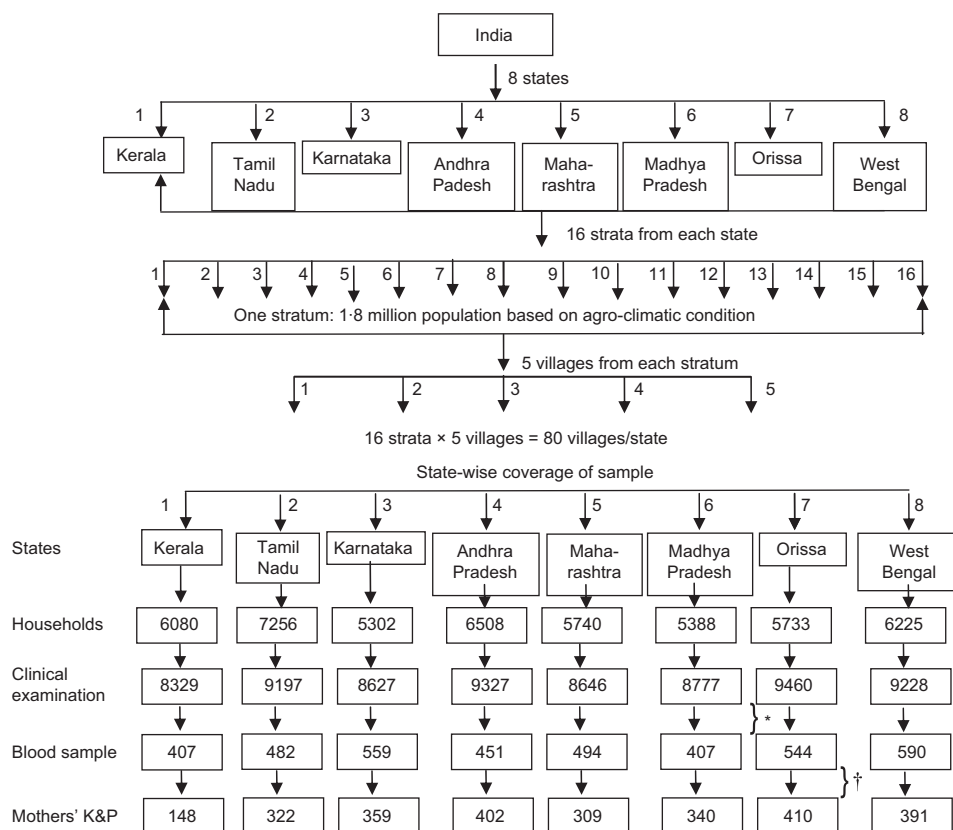 India
8 states
1 2 3 4 5 6 7 8
Kerala
Tamil
Nadu
Karnataka
Andhra
Padesh
Maha-
rashtra
Madhya
Pradesh
Orissa
West
Bengal
16 strata from each state
1 2 3 4 5 6 7 8 9 10 11 12 13 14 15 16
One stratum: 1·8 million population based on agro-climatic condition
5 villages from each stratum
1 2 3 4 5
16 strata × 5 villages = 80 villages/state
State-wise coverage of sample
1 2 3 4 5 6 7 8
States
Kerala
Tamil
Nadu
Karnataka
Andhra
Pradesh
Maha-
rashtra
Madhya
Pradesh
Orissa
West
Bengal
Households 6080 7256 5302 6508 5740 5388 5733 6225
Clinical
examination
8329 9197 8627 9327 8646 8777 9460 9228
} *
Blood sample 407 482 559 451 494 407 544 590
} †
Mothers' K&P 148 322 359 402 309 340 410 391